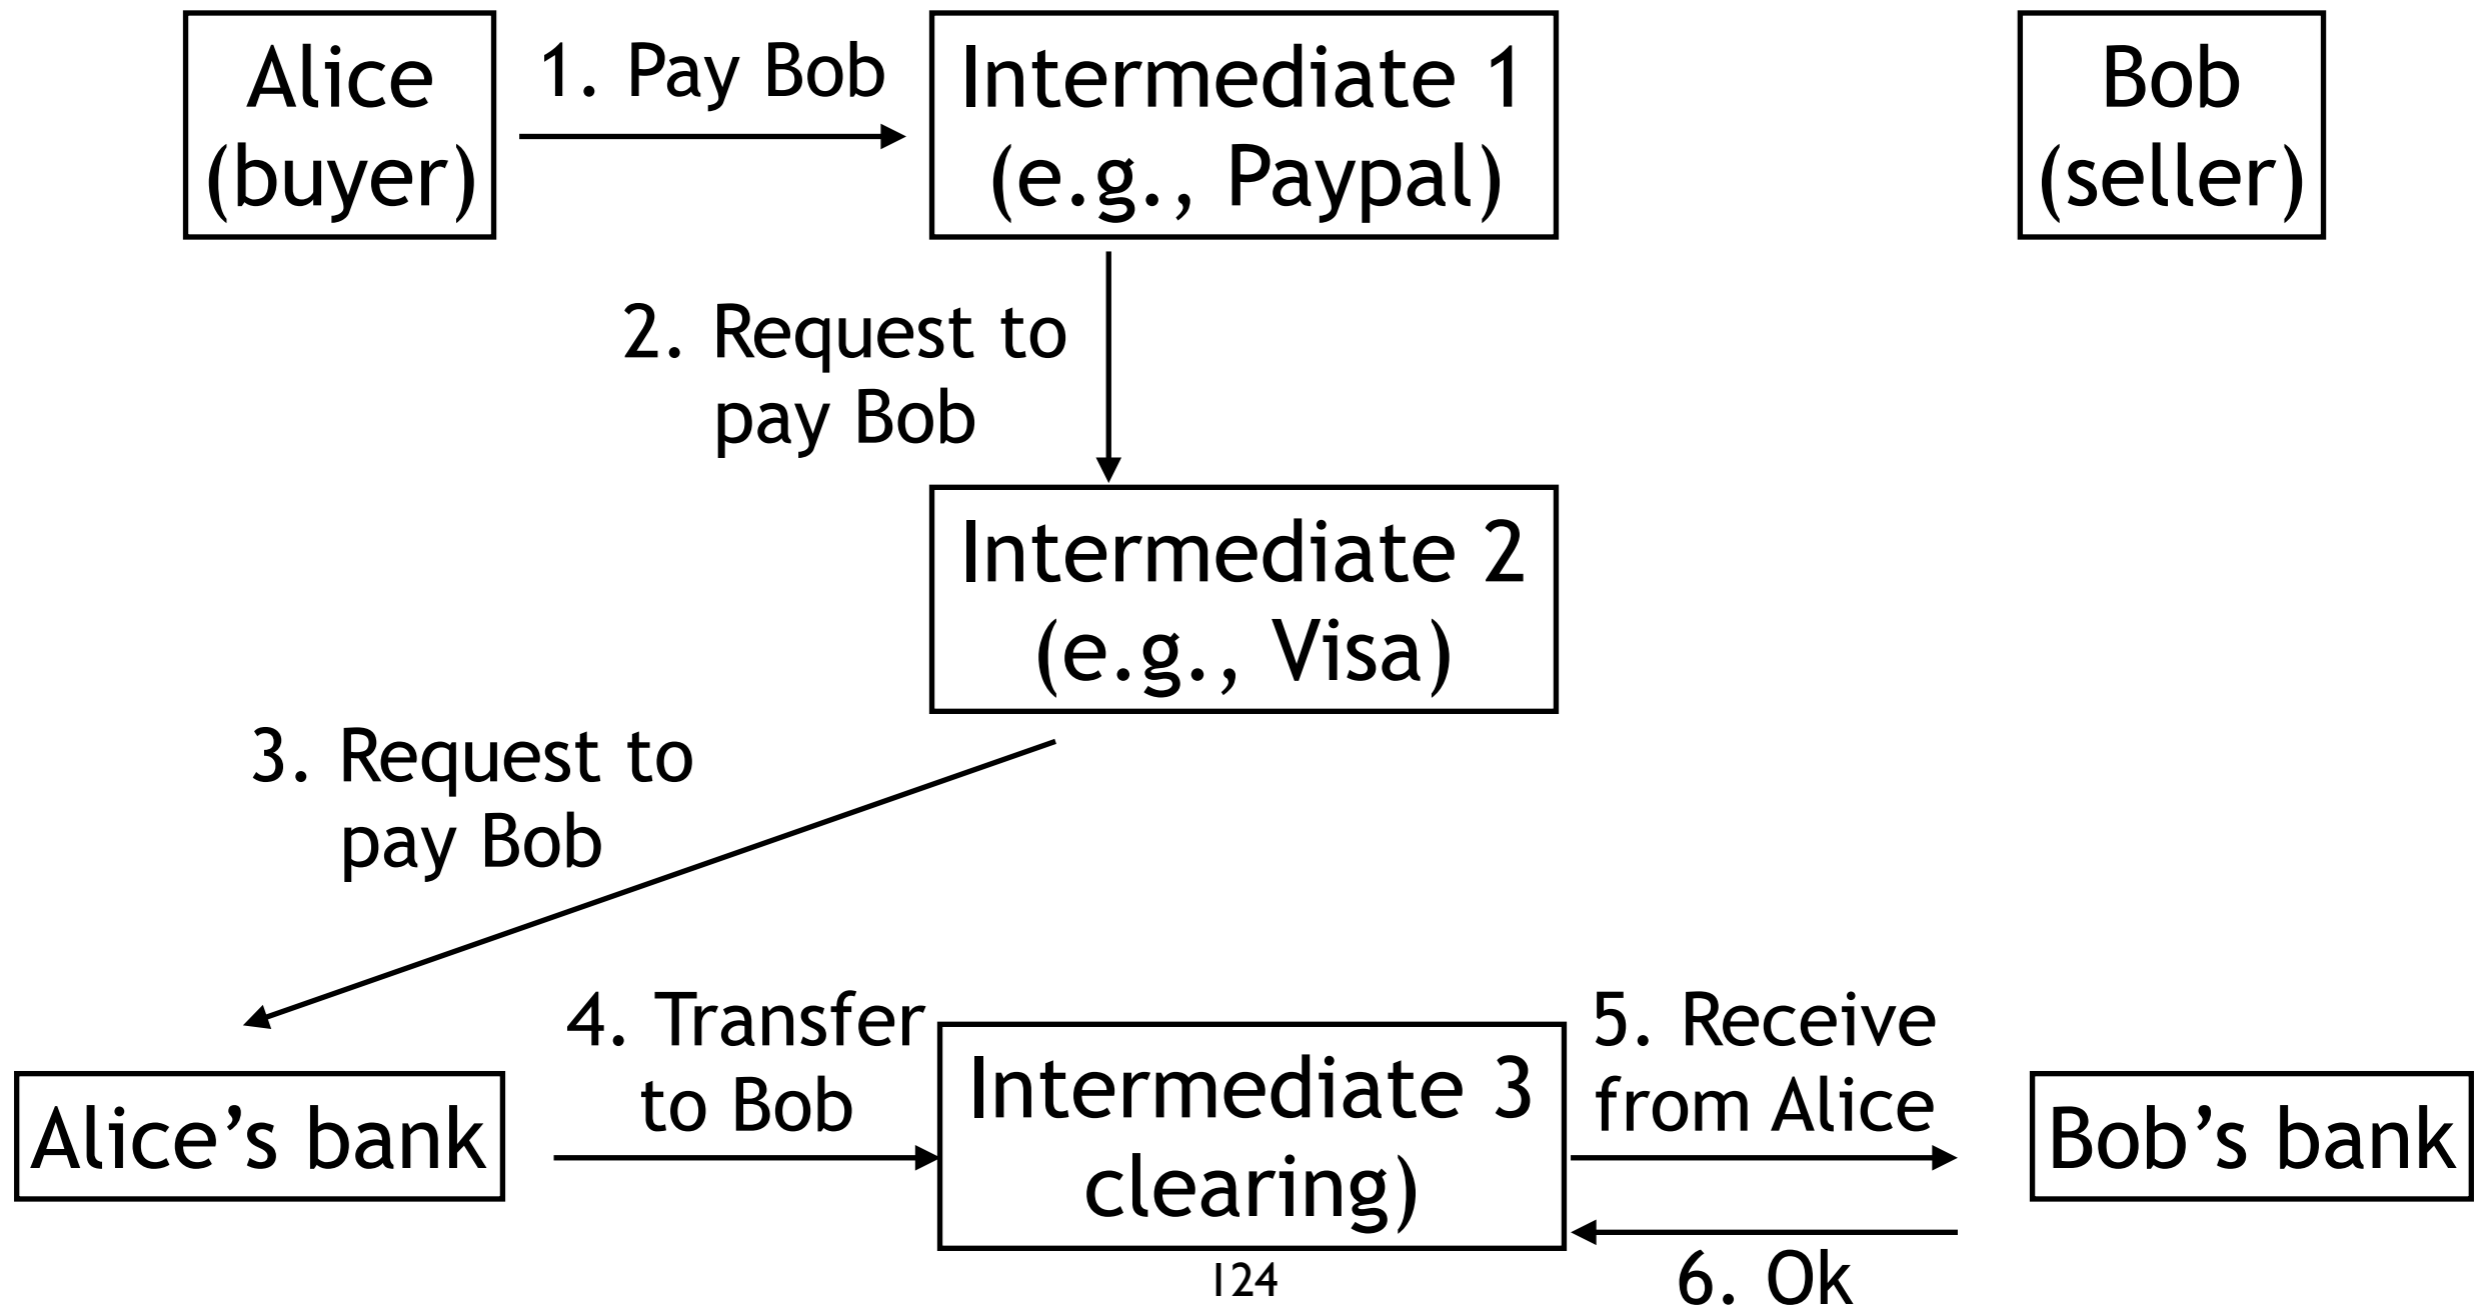 Alice
(buyer)
1. Pay Bob
Intermediate 1
(e.g., Paypal)
Bob
(seller)
2. Request to
pay Bob
Intermediate 2
(e.g., Visa)
3. Request to
pay Bob
Alice’s bank
4. Transfer
to Bob
Intermediate 3
clearing)
5. Receive
from Alice
Bob’s bank
6. Ok
124